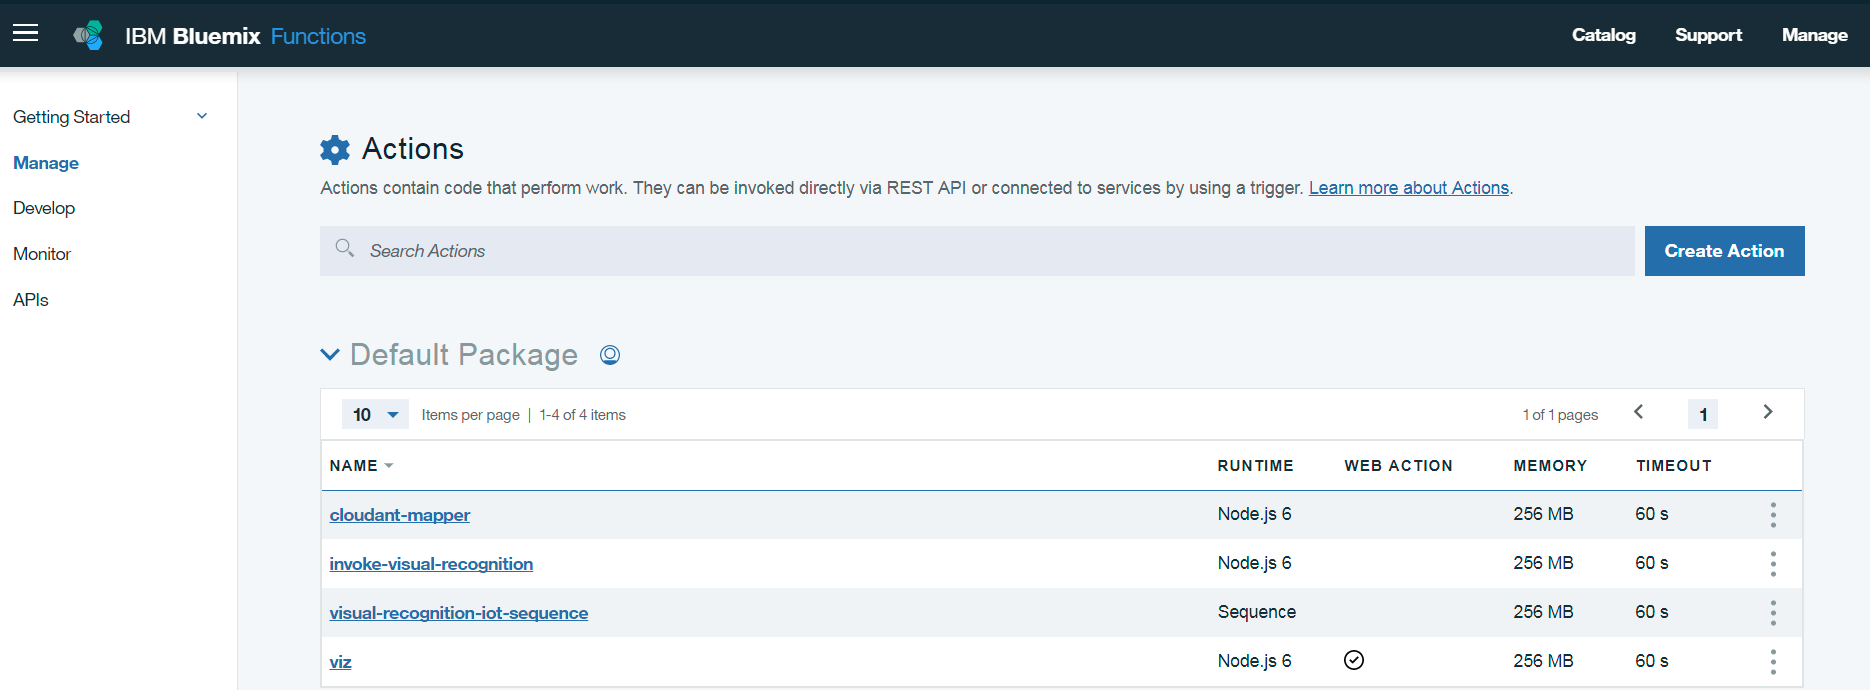 IBM Bluemix Functions Catalog Support Manage
Getting Started
Manage
Develop
Monitor
APIs
Actions
Actions contain code that perform work. They can be invoked directly via REST API or connected to services by using a trigger. Learn more about Actions.
Search Actions Create Action
Default Package
10 Items per page | 1-4 of 4 items 1 of 1 pages 1
NAME RUNTIME WEB ACTION MEMORY TIMEOUT
cloudant-mapper Node.js 6 256 MB 60 s
invoke-visual-recognition Node.js 6 256 MB 60 s
visual-recognition-iot-sequence Sequence 256 MB 60 s
viz Node.js 6 256 MB 60 s